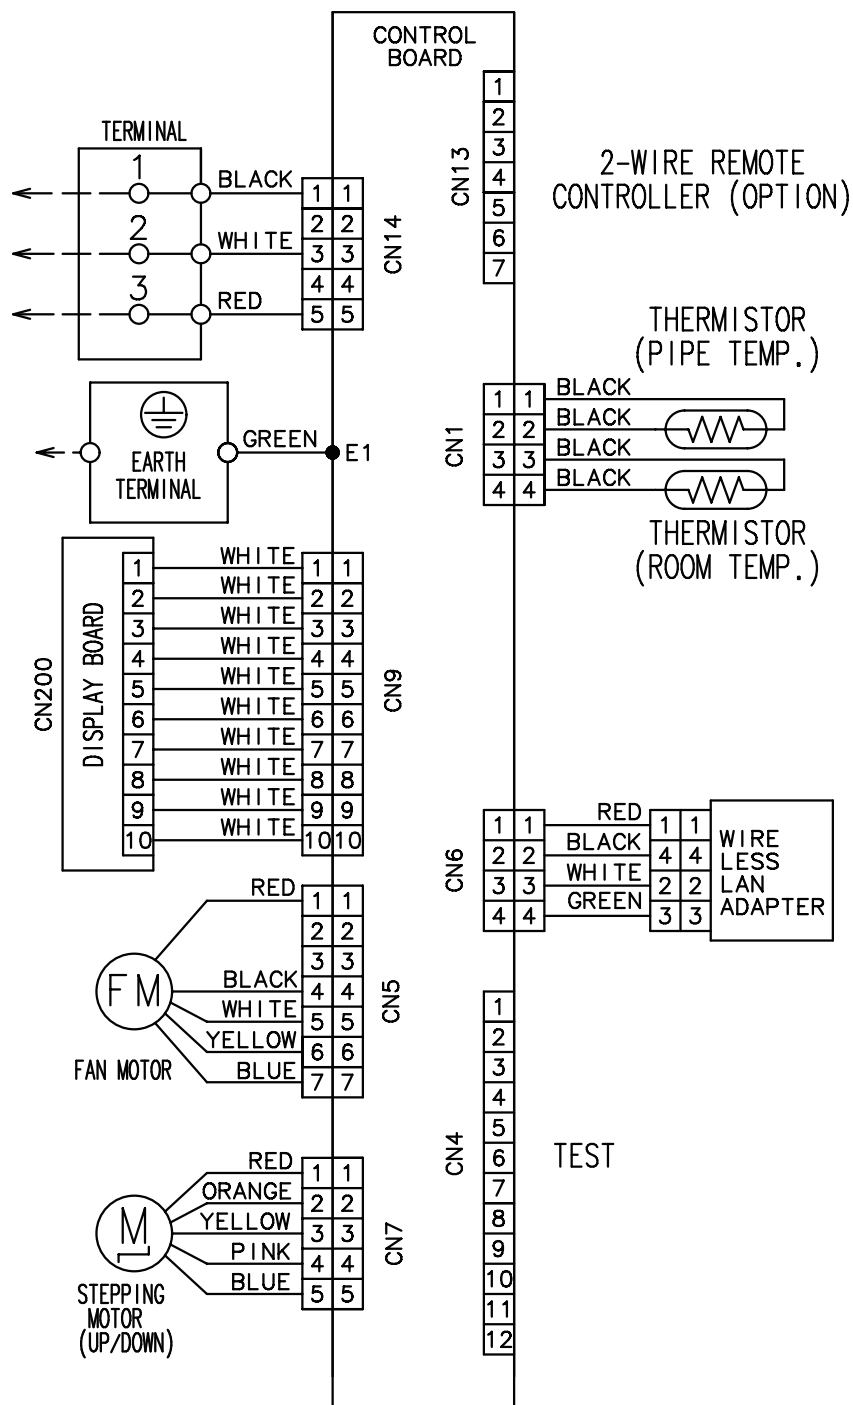 CONTROL
BOARD
TERMINAL
1
BLACK
2
WHITE
3
RED
1 1
2 2
3 3
4 4
5 5
CN14
EARTH
TERMINAL
GREEN
E1
CN200
DISPLAY BOARD
1 WHITE 1 1
2 WHITE 2 2
3 WHITE 3 3
4 WHITE 4 4
5 WHITE 5 5
6 WHITE 6 6
7 WHITE 7 7
8 WHITE 8 8
9 WHITE 9 9
10 WHITE 10 10
CN9
FM
FAN MOTOR
RED 1 1
2 2
3 3
BLACK 4 4
WHITE 5 5
YELLOW 6 6
BLUE 7 7
CN5
M
STEPPING
MOTOR
(UP/DOWN)
RED 1 1
ORANGE 2 2
YELLOW 3 3
PINK 4 4
BLUE 5 5
CN7
CN13
1
2
3
4
5
6
7
2-WIRE REMOTE
CONTROLLER (OPTION)
THERMISTOR
(PIPE TEMP.)
CN1
1 1 BLACK
2 2 BLACK
3 3 BLACK
4 4 BLACK
THERMISTOR
(ROOM TEMP.)
CN6
1 1 RED 1 1
2 2 BLACK 4 4
3 3 WHITE 2 2
4 4 GREEN 3 3
WIRE
LESS
LAN
ADAPTER
CN4
1
2
3
4
5
6
7
8
9
10
11
12
TEST